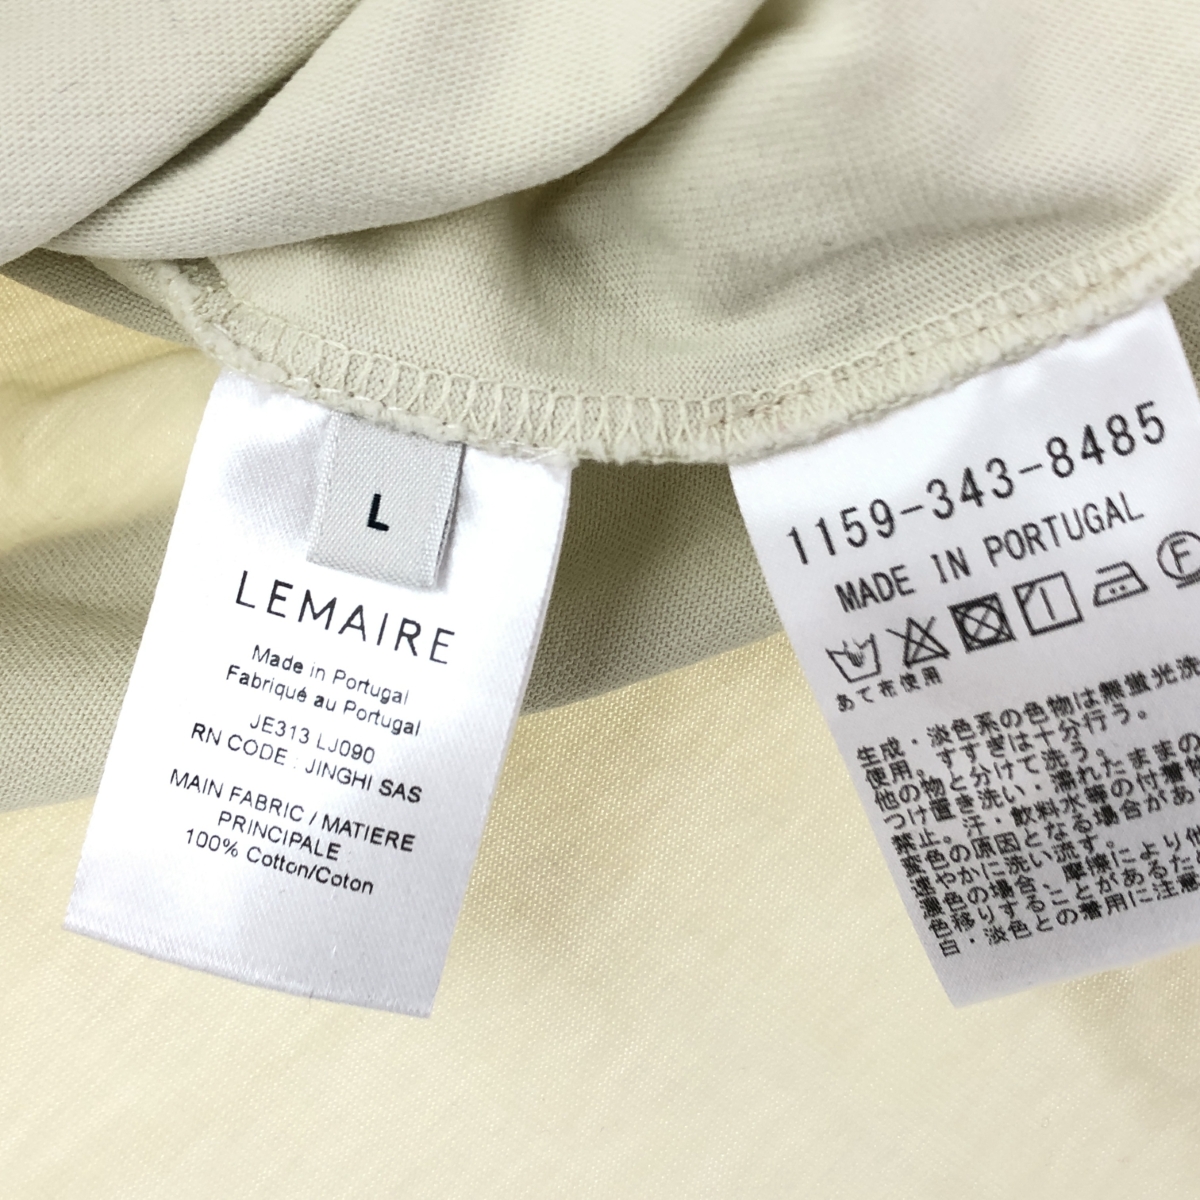 L
LEMAIRE
Made in Portugal
Fabriqué au Portugal
JE313 LJ090
RN CODE : JINGHI SAS
MAIN FABRIC / MATIERE
PRINCIPALE
100% Cotton/Coton
1159-343-8485
MADE IN PORTUGAL
F
あて布使用
生成・淡色系の色物は無蛍光洗
使用。すすぎは十分行う。
他の物と分けて洗う。
つけ置き洗い・濡れたままの
禁止。汗・飲料水等の付着他
変色の原因となる場合があ
速やかに洗い流す。
濃色の場合、摩擦により他
色移りすることがあるた
白・淡色との着用に注意